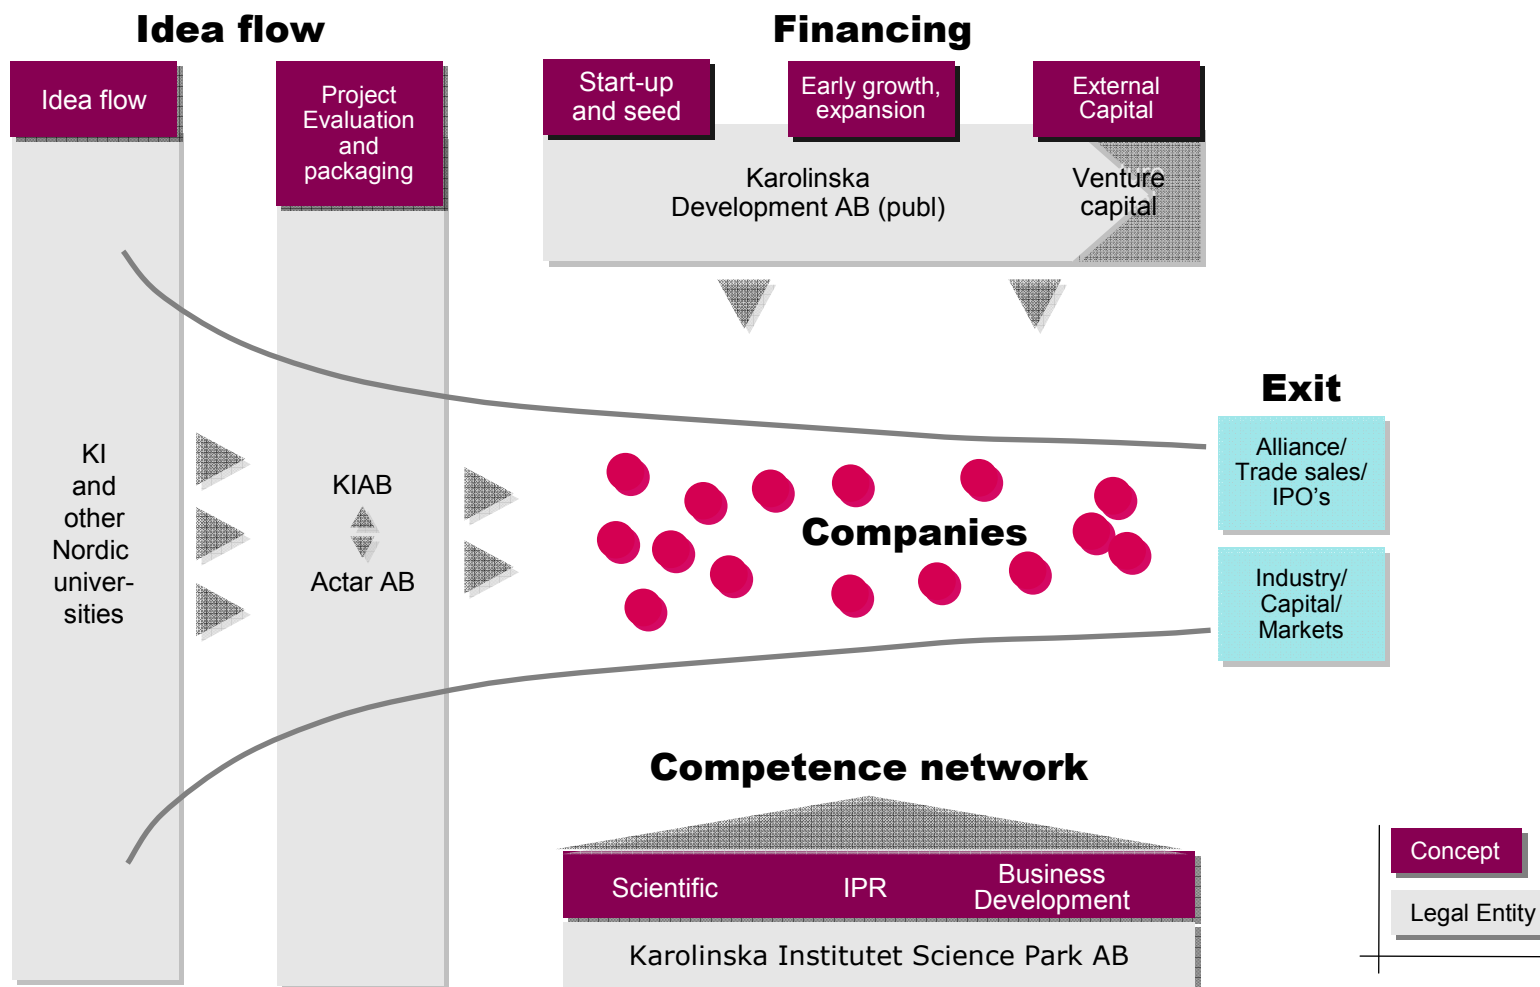 Idea flow
Financing
Idea flow
Project
Evaluation
and
packaging
Start-up
and seed
Early growth,
expansion
External
Capital
Karolinska
Development AB (publ)
Venture
capital
KI
and
other
Nordic
univer-
sities
KIAB
Actar AB
Companies
Exit
Alliance/
Trade sales/
IPO’s
Industry/
Capital/
Markets
Competence network
Scientific
IPR
Business
Development
Karolinska Institutet Science Park AB
Concept
Legal Entity